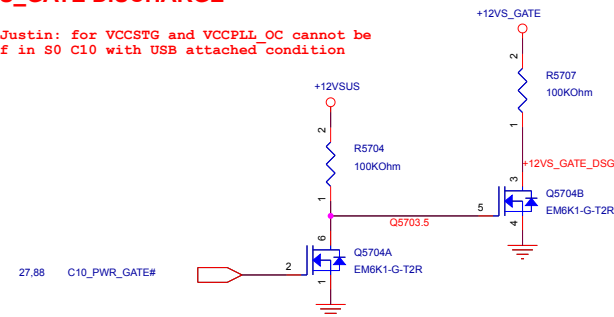 S_GATE DISCHARGE
Justin: for VCCSTG and VCCPLL_OC cannot be
f in S0 C10 with USB attached condition
+12VS_GATE
2
R5707
100KOhm
1
+12VSUS
2
R5704
100KOhm
1
+12VS_GATE_DSG
3
Q5704B
EM6K1-G-T2R
5
4
Q5703.5
6
Q5704A
EM6K1-G-T2R
2
1
27,88 C10_PWR_GATE#